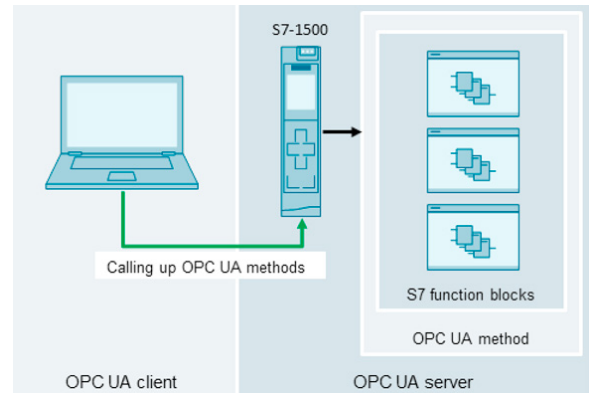 S7-1500
Calling up OPC UA methods
S7 function blocks
OPC UA method
OPC UA client
OPC UA server